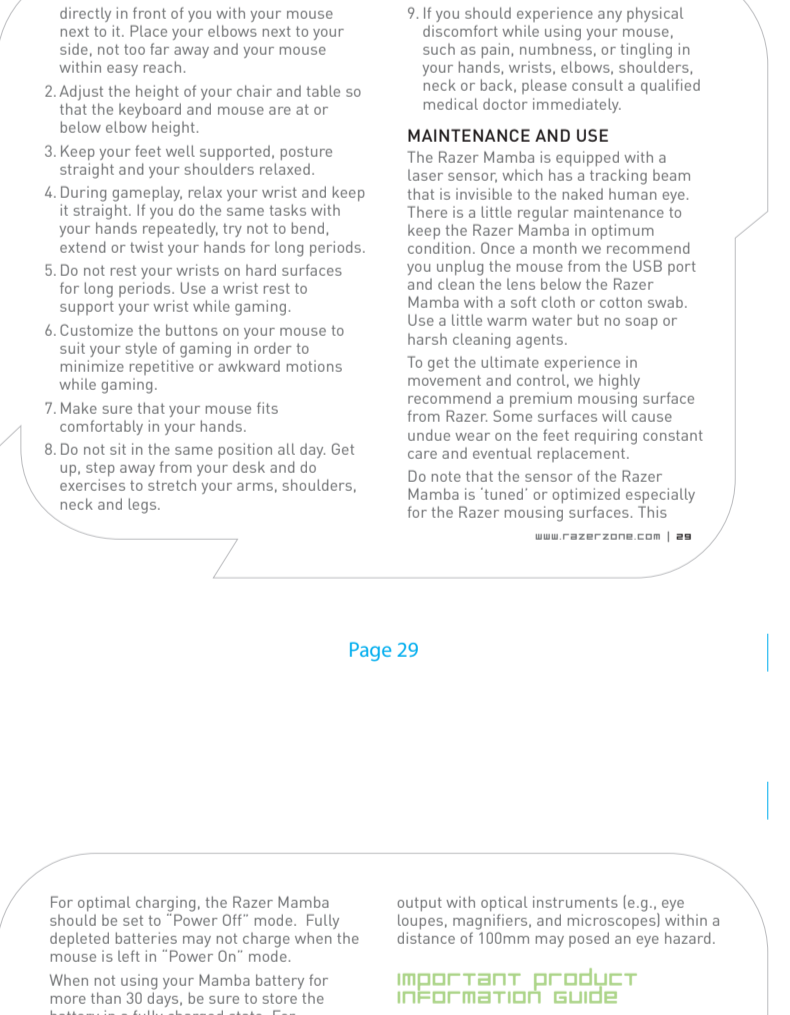 directly in front of you with your mouse
next to it. Place your elbows next to your
side, not too far away and your mouse
within easy reach.
2. Adjust the height of your chair and table so
that the keyboard and mouse are at or
below elbow height.
3. Keep your feet well supported, posture
straight and your shoulders relaxed.
4. During gameplay, relax your wrist and keep
it straight. If you do the same tasks with
your hands repeatedly, try not to bend,
extend or twist your hands for long periods.
5. Do not rest your wrists on hard surfaces
for long periods. Use a wrist rest to
support your wrist while gaming.
6. Customize the buttons on your mouse to
suit your style of gaming in order to
minimize repetitive or awkward motions
while gaming.
7. Make sure that your mouse fits
comfortably in your hands.
8. Do not sit in the same position all day. Get
up, step away from your desk and do
exercises to stretch your arms, shoulders,
neck and legs.
9. If you should experience any physical
discomfort while using your mouse,
such as pain, numbness, or tingling in
your hands, wrists, elbows, shoulders,
neck or back, please consult a qualified
medical doctor immediately.
MAINTENANCE AND USE
The Razer Mamba is equipped with a
laser sensor, which has a tracking beam
that is invisible to the naked human eye.
There is a little regular maintenance to
keep the Razer Mamba in optimum
condition. Once a month we recommend
you unplug the mouse from the USB port
and clean the lens below the Razer
Mamba with a soft cloth or cotton swab.
Use a little warm water but no soap or
harsh cleaning agents.
To get the ultimate experience in
movement and control, we highly
recommend a premium mousing surface
from Razer. Some surfaces will cause
undue wear on the feet requiring constant
care and eventual replacement.
Do note that the sensor of the Razer
Mamba is ‘tuned’ or optimized especially
for the Razer mousing surfaces. This
www.razerzone.com | 29
Page 29
For optimal charging, the Razer Mamba
should be set to “Power Off” mode. Fully
depleted batteries may not charge when the
mouse is left in “Power On” mode.
When not using your Mamba battery for
more than 30 days, be sure to store the
battery in a fully charged state. For
output with optical instruments (e.g., eye
loupes, magnifiers, and microscopes) within a
distance of 100mm may posed an eye hazard.
important product
information guide